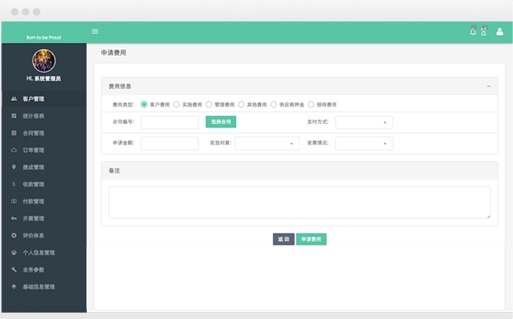 Born to be Proud
HI, 系统管理员
客户管理
统计报表
合同管理
订单管理
提成管理
收款管理
付款管理
开票管理
评价体系
个人信息管理
业务参数
基础信息管理
申请费用
费用信息
费用类型: 客户费用 实施费用 管理费用 其他费用 供应商押金 招待费用
合同编号: 选择合同 支付方式:
申请金额: 发放对象: 发票情况:
备注
返 回 申请费用